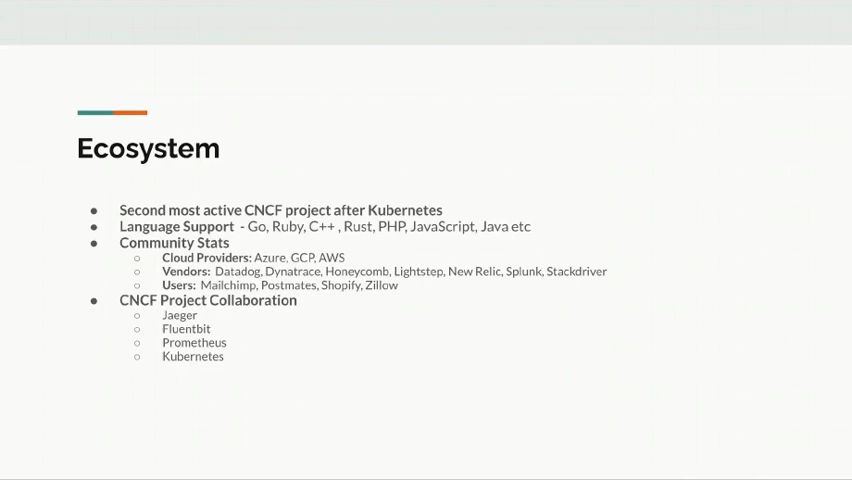 Ecosystem
● Second most active CNCF project after Kubernetes
● Language Support - Go, Ruby, C++ , Rust, PHP, JavaScript, Java etc
● Community Stats
○ Cloud Providers: Azure, GCP, AWS
○ Vendors: Datadog, Dynatrace, Honeycomb, Lightstep, New Relic, Splunk, Stackdriver
○ Users: Mailchimp, Postmates, Shopify, Zillow
● CNCF Project Collaboration
○ Jaeger
○ Fluentbit
○ Prometheus
○ Kubernetes